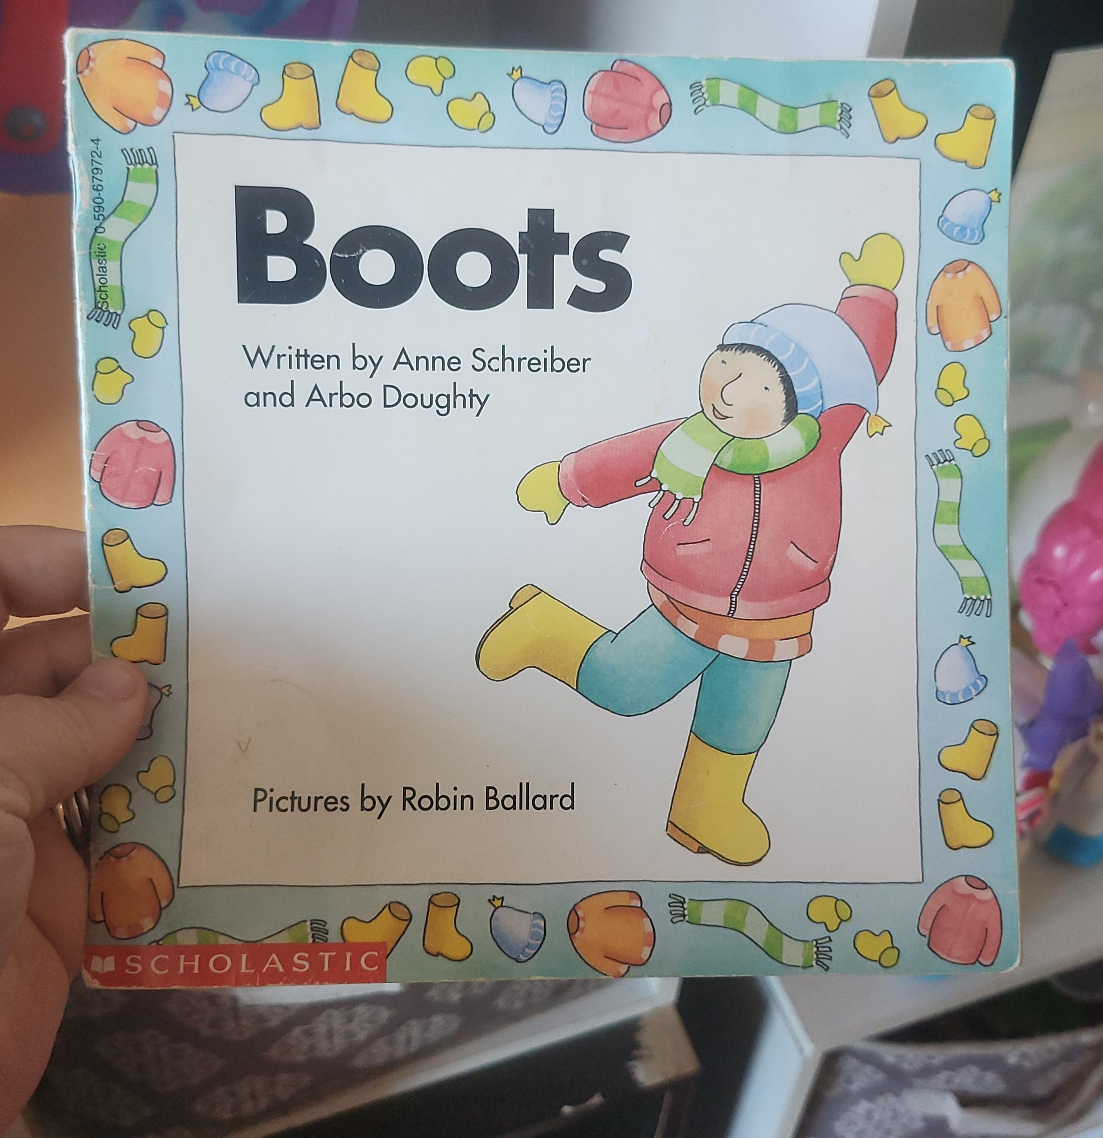 Scholastic 0-590-67972-4
Boots
Written by Anne Schreiber
and Arbo Doughty
Pictures by Robin Ballard
SCHOLASTIC